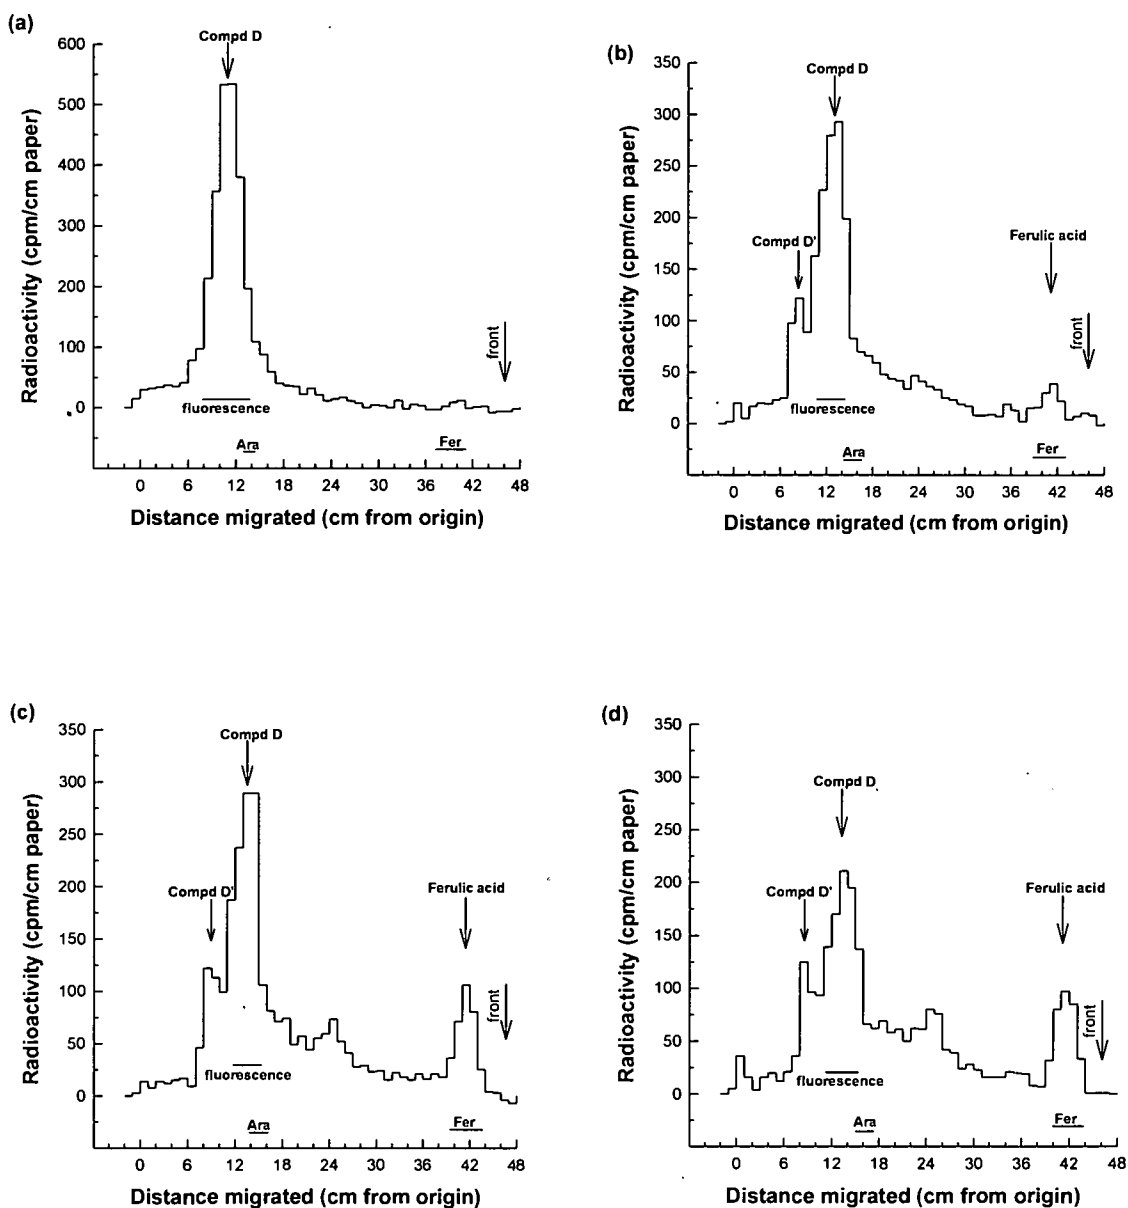 (a)
Compd D
600
500
400
300
200
100
0
Radioactivity (cpm/cm paper)
front
fluorescence
Ara
Fer
0 6 12 18 24 30 36 42 48
Distance migrated (cm from origin)
(b)
350
300
250
200
150
100
50
0
Radioactivity (cpm/cm paper)
Compd D
Compd D'
Ferulic acid
front
fluorescence
Ara
Fer
0 6 12 18 24 30 36 42 48
Distance migrated (cm from origin)
(c)
350
300
250
200
150
100
50
0
Radioactivity (cpm/cm paper)
Compd D
Compd D'
Ferulic acid
front
fluorescence
Ara
Fer
0 6 12 18 24 30 36 42 48
Distance migrated (cm from origin)
(d)
350
300
250
200
150
100
50
0
Radioactivity (cpm/cm paper)
Compd D
Compd D'
Ferulic acid
front
fluorescence
Ara
Fer
0 6 12 18 24 30 36 42 48
Distance migrated (cm from origin)